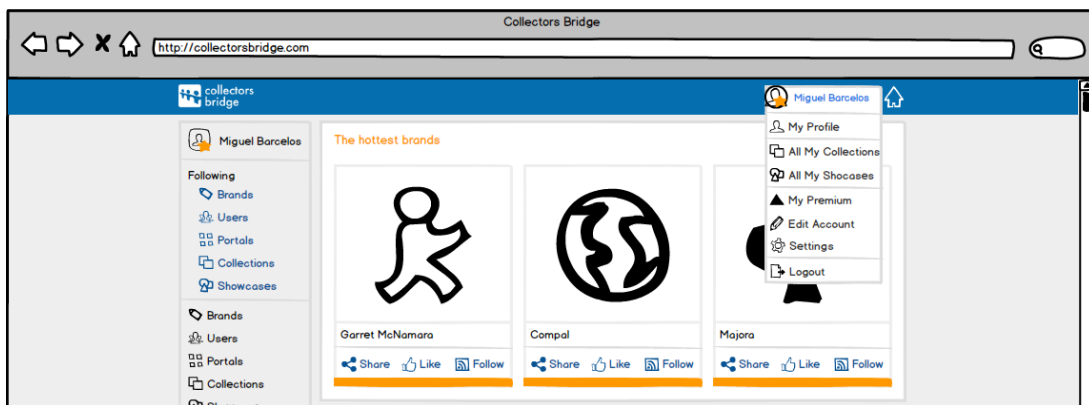 Collectors Bridge
http://collectorsbridge.com
collectors
bridge
Miguel Barcelos
My Profile
All My Collections
All My Shocases
My Premium
Edit Account
Settings
Logout
Miguel Barcelos
Following
Brands
Users
Portals
Collections
Showcases
Brands
Users
Portals
Collections
The hottest brands
Garret McNamara
Share Like Follow
Compal
Share Like Follow
Majora
Share Like Follow